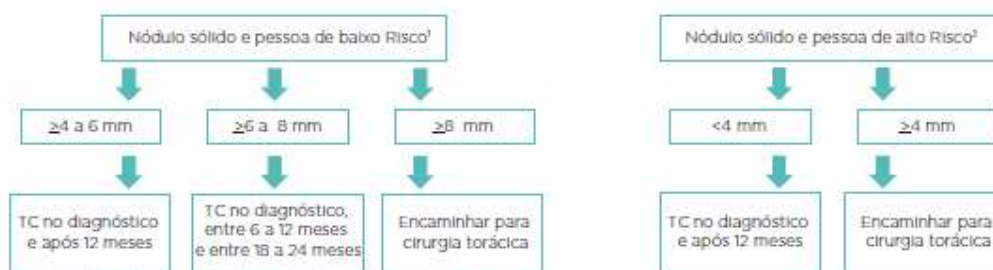 Nódulo sólido e pessoa de baixo Risco¹
≥4 a 6 mm
≥6 a 8 mm
≥8 mm
TC no diagnóstico
e após 12 meses
TC no diagnóstico,
entre 6 a 12 meses
e entre 18 a 24 meses
Encaminhar para
cirurgia torácica
Nódulo sólido e pessoa de alto Risco²
<4 mm
≥4 mm
TC no diagnóstico
e após 12 meses
Encaminhar para
cirurgia torácica